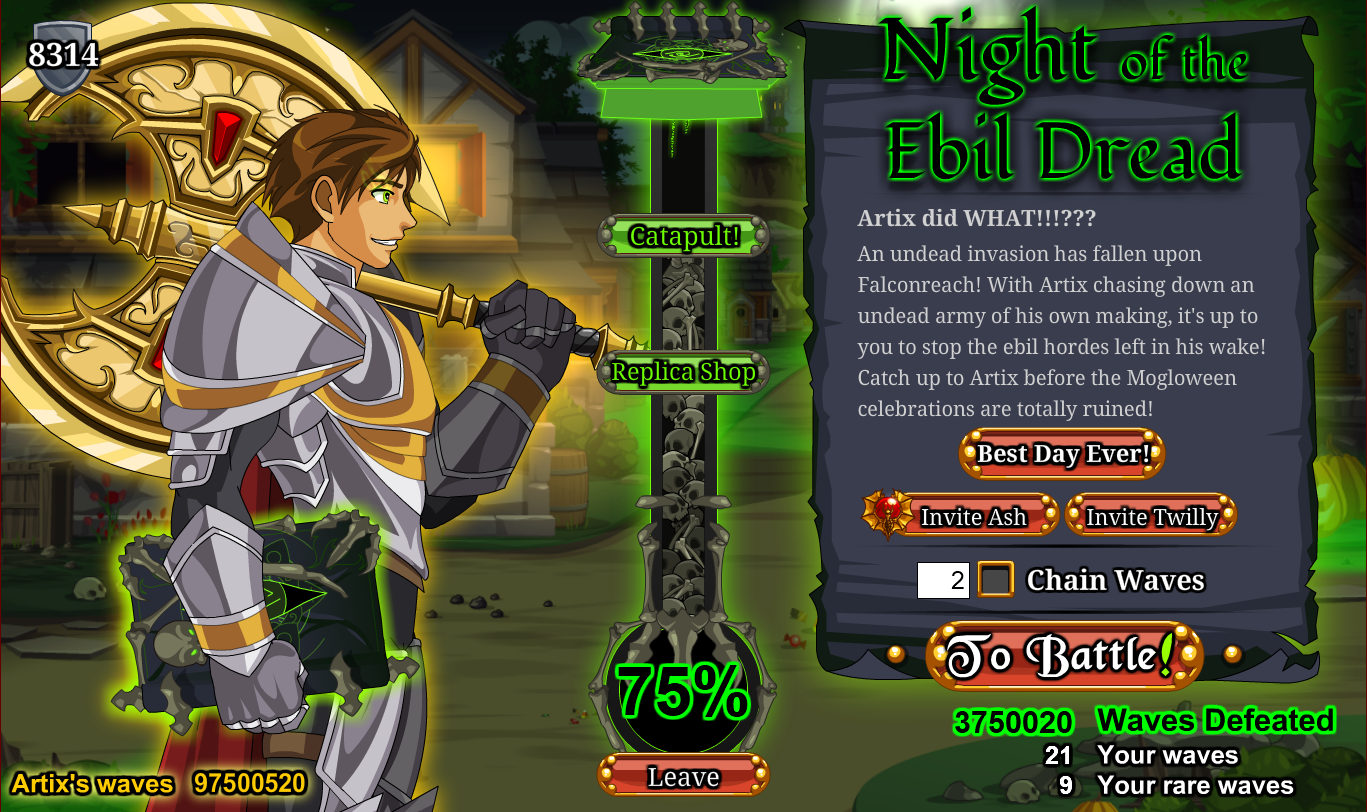 8314
Night of the
Ebil Dread
Artix did WHAT!!!???
An undead invasion has fallen upon
Falconreach! With Artix chasing down an
undead army of his own making, it's up to
you to stop the ebil hordes left in his wake!
Catch up to Artix before the Mogloween
celebrations are totally ruined!
Catapult!
Replica Shop
Best Day Ever!
Invite Ash
Invite Twilly
2 Chain Waves
To Battle!
75%
Leave
3750020 Waves Defeated
21 Your waves
9 Your rare waves
Artix's waves 97500520